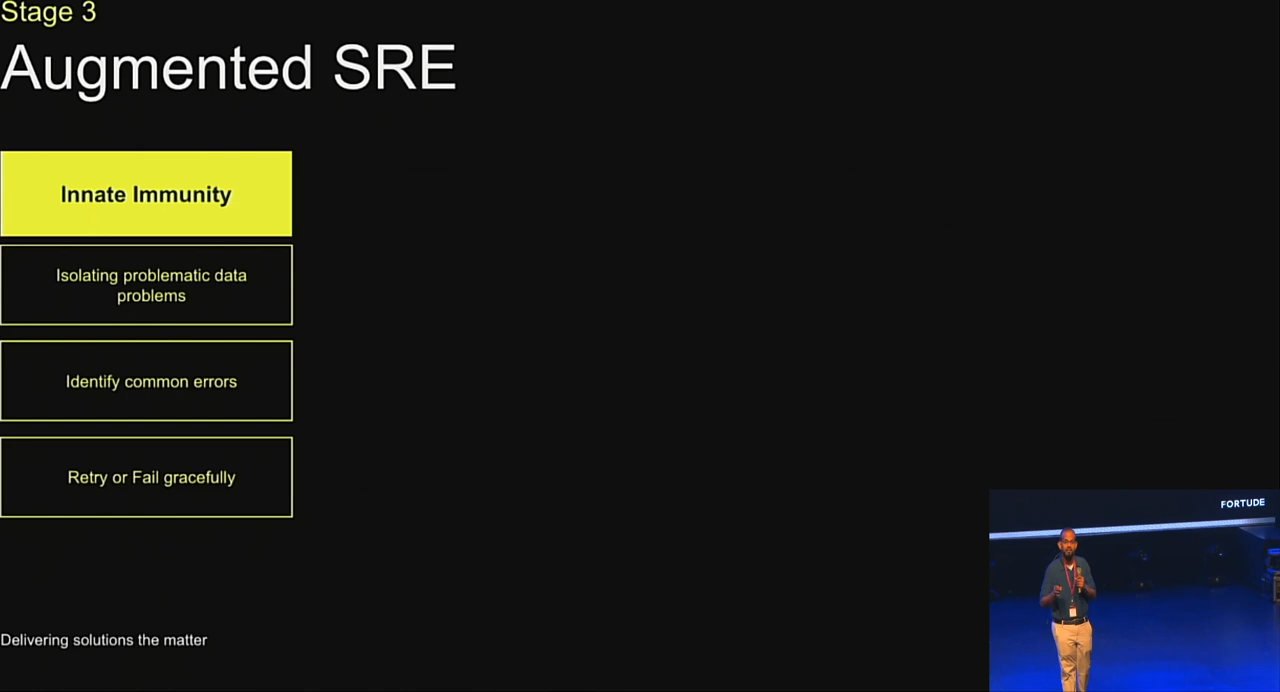 Stage 3
Augmented SRE
Innate Immunity
Isolating problematic data
problems
Identify common errors
Retry or Fail gracefully
Delivering solutions the matter
FORTUDE